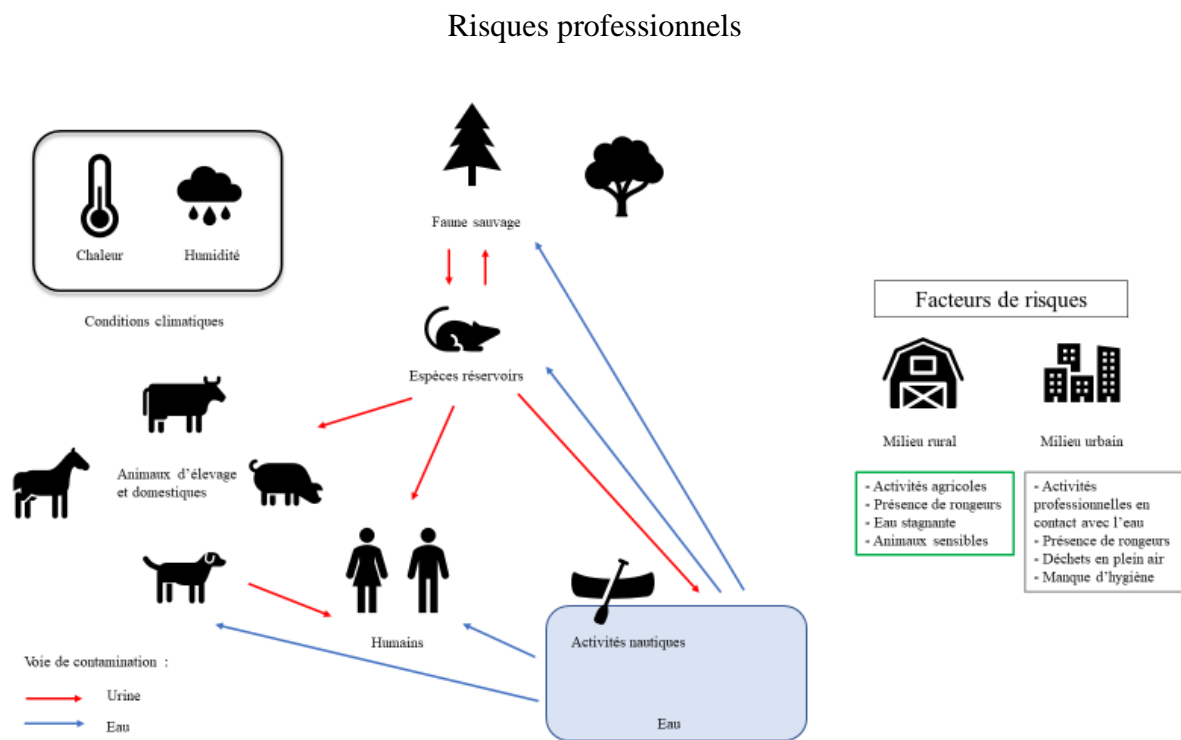 Risques professionnels
Chaleur
Humidité
Conditions climatiques
Faune sauvage
Espèces réservoirs
Animaux d'élevage
et domestiques
Humains
Activités nautiques
Eau
Voie de contamination :
Urine
Eau
Facteurs de risques
Milieu rural
Milieu urbain
- Activités agricoles
- Présence de rongeurs
- Eau stagnante
- Animaux sensibles
- Activités
professionnelles en
contact avec l'eau
- Présence de rongeurs
- Déchets en plein air
- Manque d'hygiène